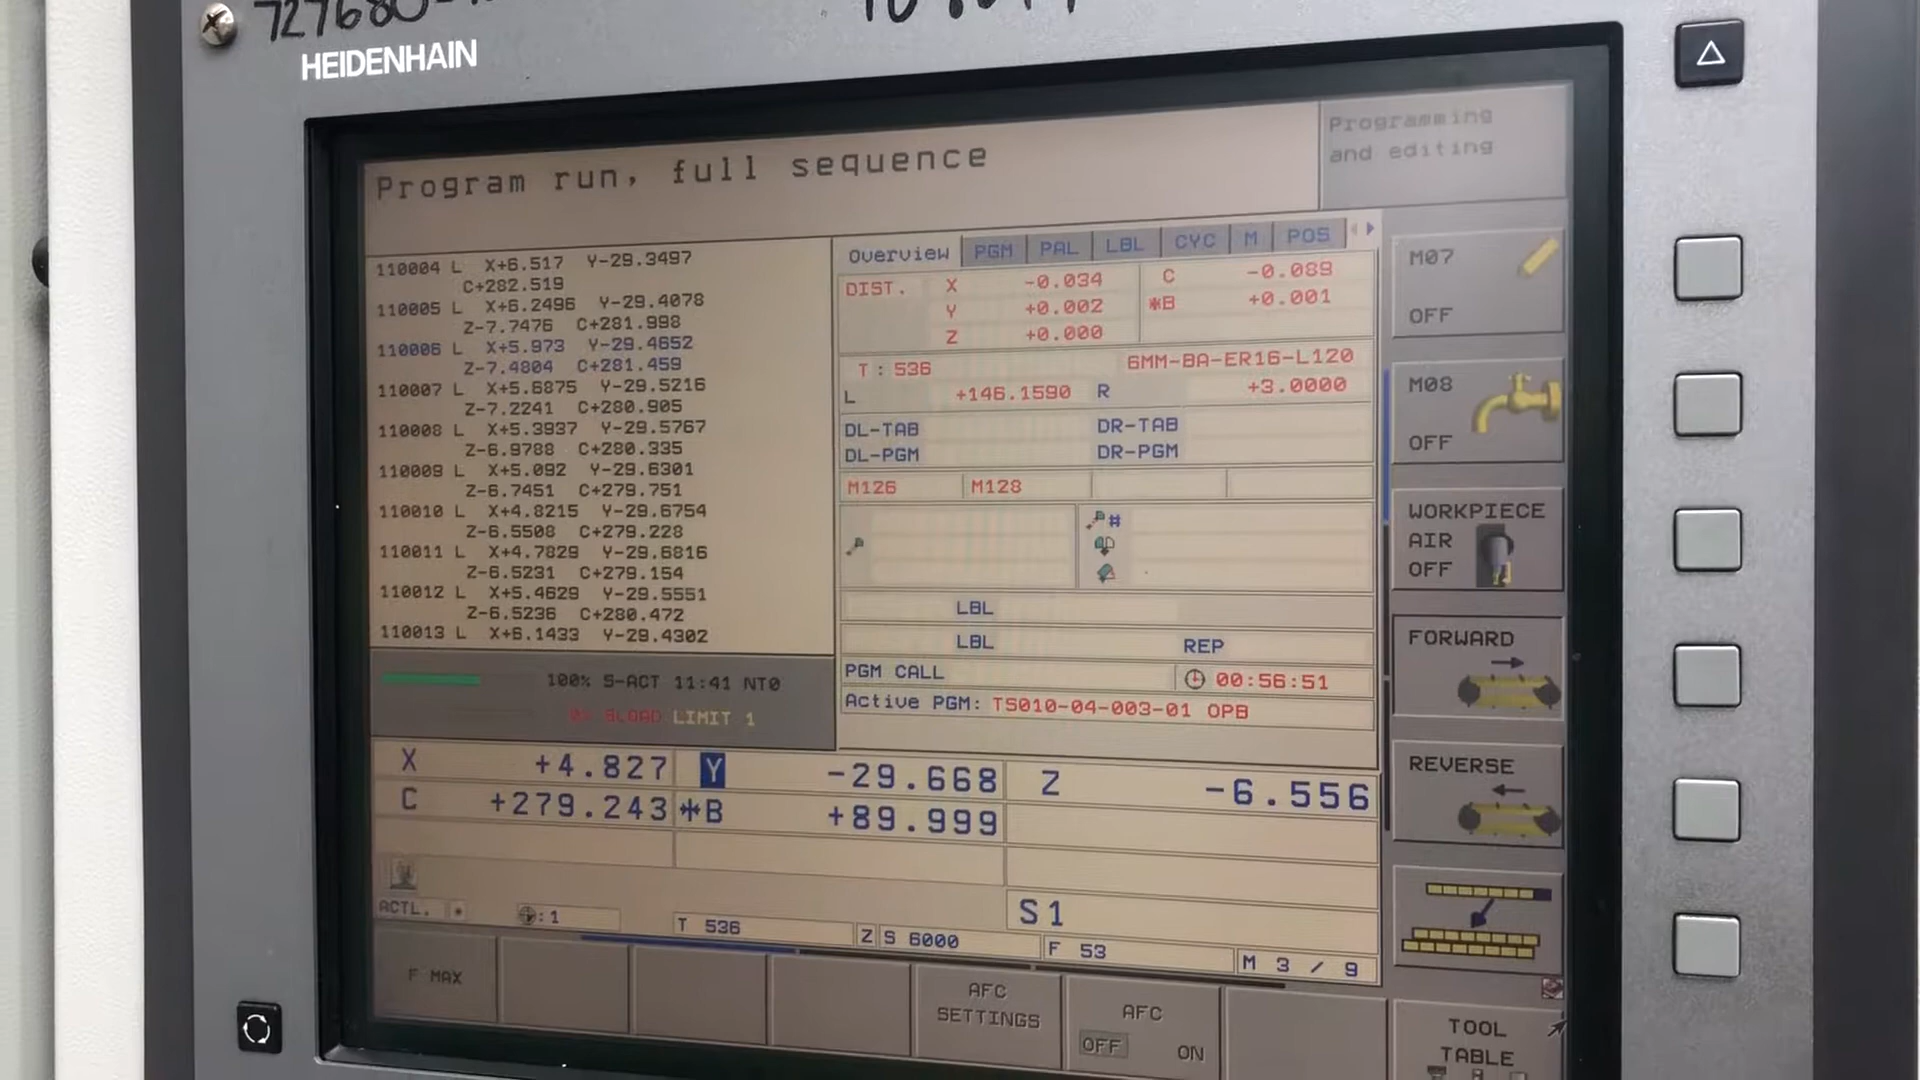 HEIDENHAIN
Program run, full sequence
Programming
and editing
110004 L X+6.517 Y-29.3497
C+282.519
110005 L X+6.2496 Y-29.4078
Z-7.7476 C+281.998
110006 L X+5.973 Y-29.4652
Z-7.4804 C+281.459
110007 L X+5.6875 Y-29.5216
Z-7.2241 C+280.905
110008 L X+5.3937 Y-29.5767
Z-6.9788 C+280.335
110009 L X+5.092 Y-29.6301
Z-6.7451 C+279.751
110010 L X+4.8215 Y-29.6754
Z-6.5508 C+279.228
110011 L X+4.7829 Y-29.6816
Z-6.5231 C+279.154
110012 L X+5.4629 Y-29.5551
Z-6.5236 C+280.472
110013 L X+6.1433 Y-29.4302
100% S-ACT 11:41 NT0
LIMIT 1
Overview PGM PAL LBL CYC M POS
DIST. X -0.034 C -0.089
Y +0.002 *B +0.001
Z +0.000
T : 536 6MM-BA-ER16-L120
L +146.1590 R +3.0000
DL-TAB DR-TAB
DL-PGM DR-PGM
M126 M128
#
LBL
LBL REP
PGM CALL 00:56:51
Active PGM: TS010-04-003-01 OPB
X +4.827 Y -29.668 Z -6.556
C +279.243 *B +89.999
S1
ACTL. : 1 T 536 Z S 6000 F 53 M 3 / 9
F MAX
AFC
SETTINGS
AFC
OFF ON
M07
OFF
M08
OFF
WORKPIECE
AIR
OFF
FORWARD
REVERSE
TOOL
TABLE